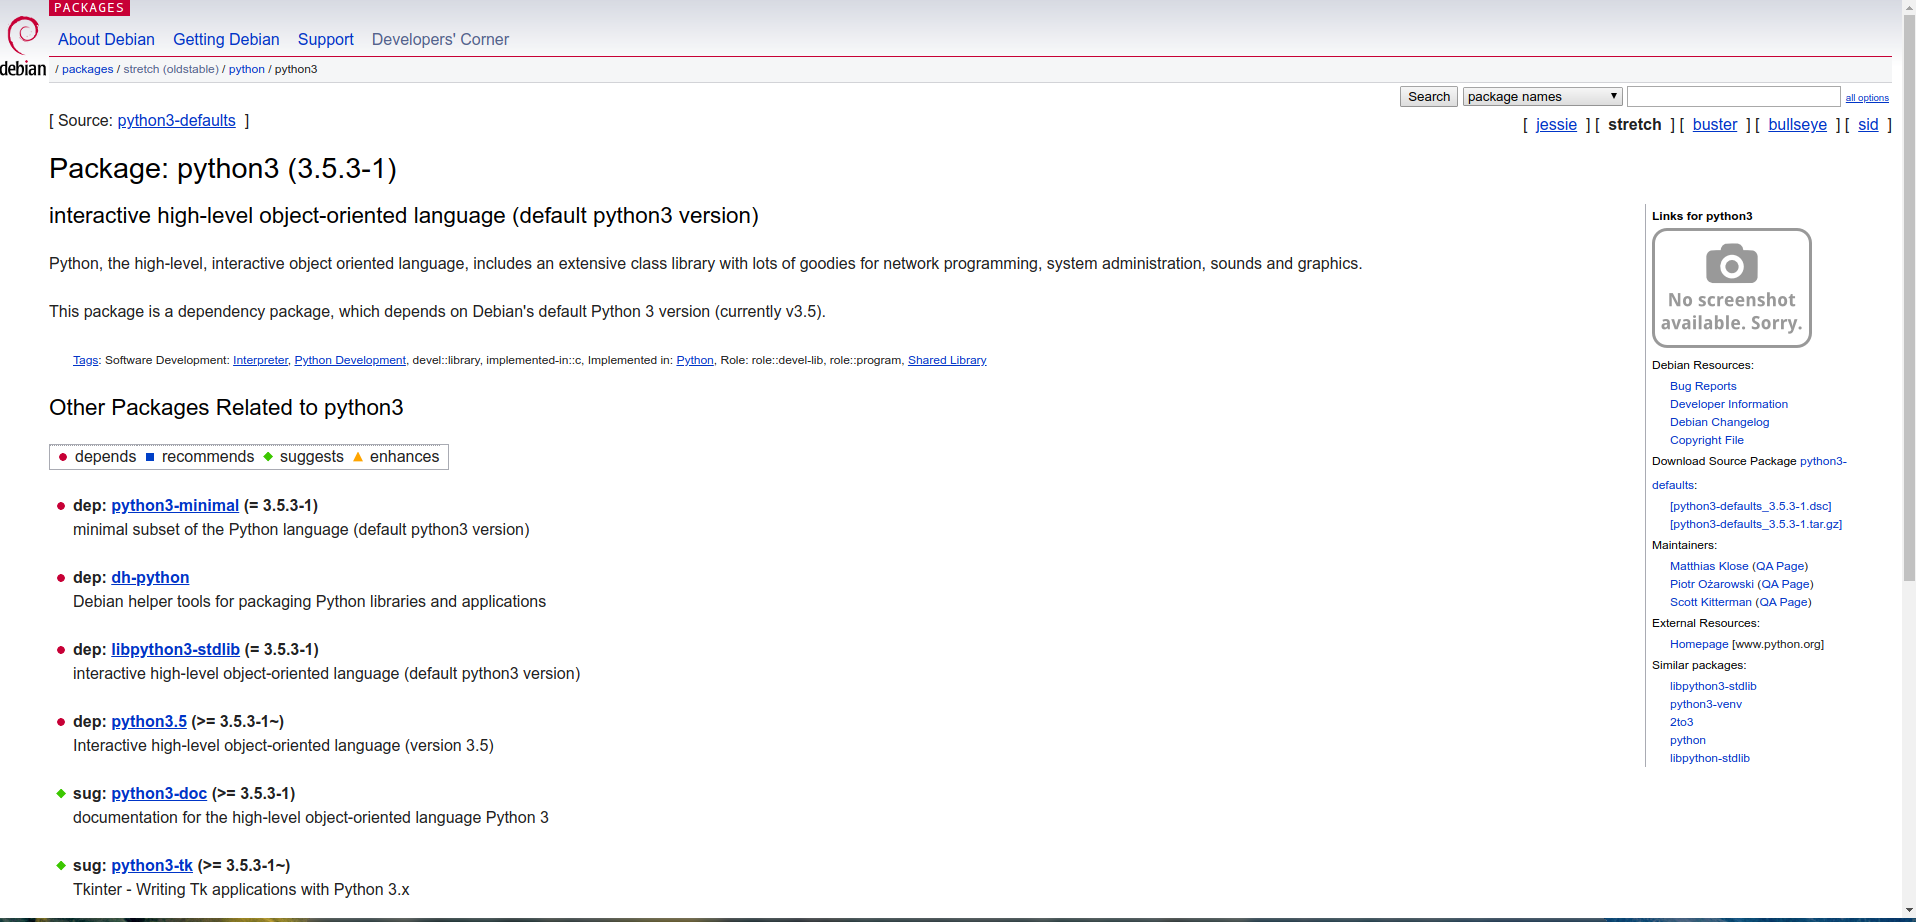 PACKAGES
debian
About Debian Getting Debian Support Developers' Corner
/ packages / stretch (oldstable) / python / python3
Search package names all options
[ Source: python3-defaults ]
[ jessie ] [ stretch ] [ buster ] [ bullseye ] [ sid ]
Package: python3 (3.5.3-1)
interactive high-level object-oriented language (default python3 version)
Python, the high-level, interactive object oriented language, includes an extensive class library with lots of goodies for network programming, system administration, sounds and graphics.
This package is a dependency package, which depends on Debian's default Python 3 version (currently v3.5).
Tags: Software Development: Interpreter, Python Development, devel::library, implemented-in::c, Implemented in: Python, Role: role::devel-lib, role::program, Shared Library
Other Packages Related to python3
depends recommends suggests enhances
dep: python3-minimal (= 3.5.3-1)
minimal subset of the Python language (default python3 version)
dep: dh-python
Debian helper tools for packaging Python libraries and applications
dep: libpython3-stdlib (= 3.5.3-1)
interactive high-level object-oriented language (default python3 version)
dep: python3.5 (>= 3.5.3-1~)
Interactive high-level object-oriented language (version 3.5)
sug: python3-doc (>= 3.5.3-1)
documentation for the high-level object-oriented language Python 3
sug: python3-tk (>= 3.5.3-1~)
Tkinter - Writing Tk applications with Python 3.x
Links for python3
No screenshot
available. Sorry.
Debian Resources:
Bug Reports
Developer Information
Debian Changelog
Copyright File
Download Source Package python3-
defaults:
[python3-defaults_3.5.3-1.dsc]
[python3-defaults_3.5.3-1.tar.gz]
Maintainers:
Matthias Klose (QA Page)
Piotr Ożarowski (QA Page)
Scott Kitterman (QA Page)
External Resources:
Homepage [www.python.org]
Similar packages:
libpython3-stdlib
python3-venv
2to3
python
libpython-stdlib